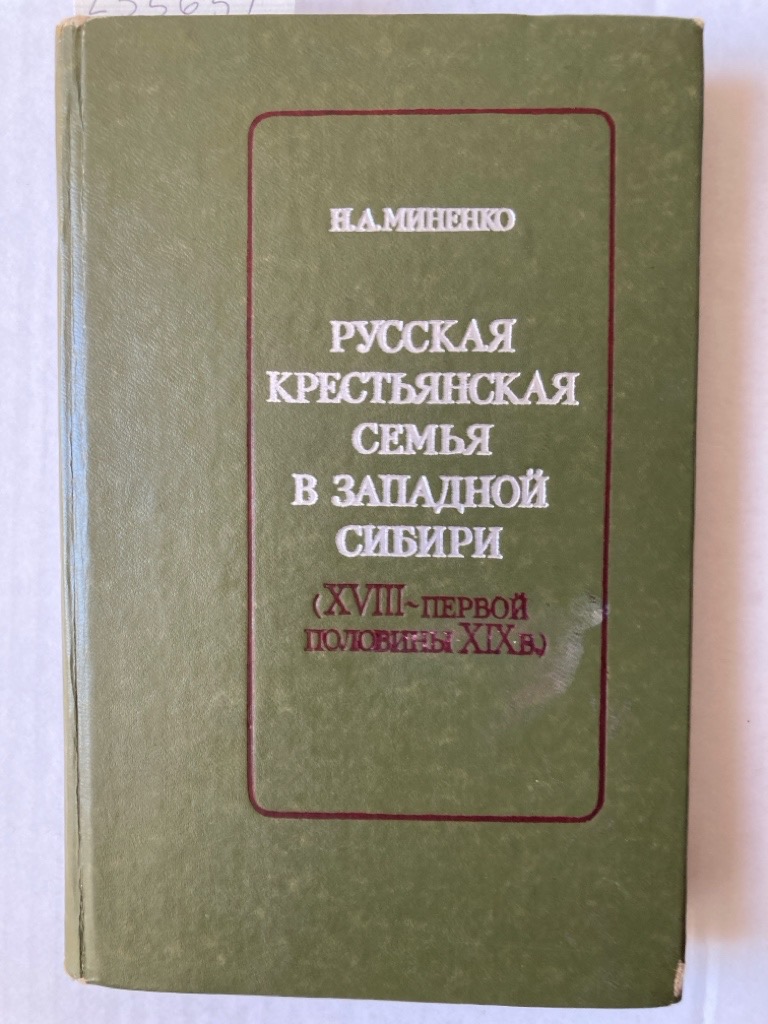 Н.А.МИНЕНКО
РУССКАЯ
КРЕСТЬЯНСКАЯ
СЕМЬЯ
В ЗАПАДНОЙ
СИБИРИ
(XVIII~ПЕРВОЙ
ПОЛОВИНЫ XIX В.)